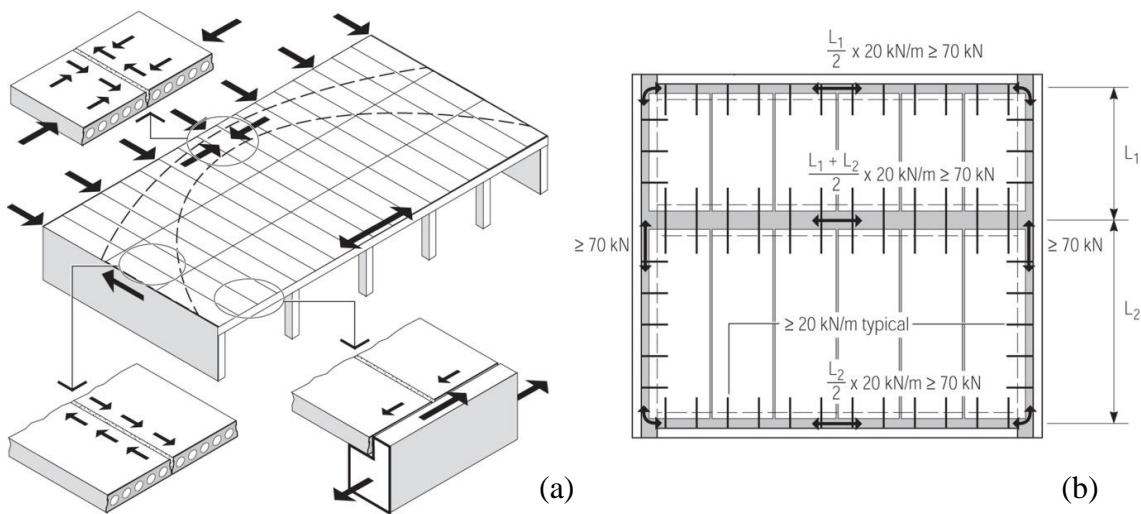 L₁/2 x 20 kN/m ≥ 70 kN
L₁
L₁ + L₂/2 x 20 kN/m ≥ 70 kN
≥ 70 kN
≥ 70 kN
L₂
≥ 20 kN/m typical
L₂/2 x 20 kN/m ≥ 70 kN
(a)
(b)